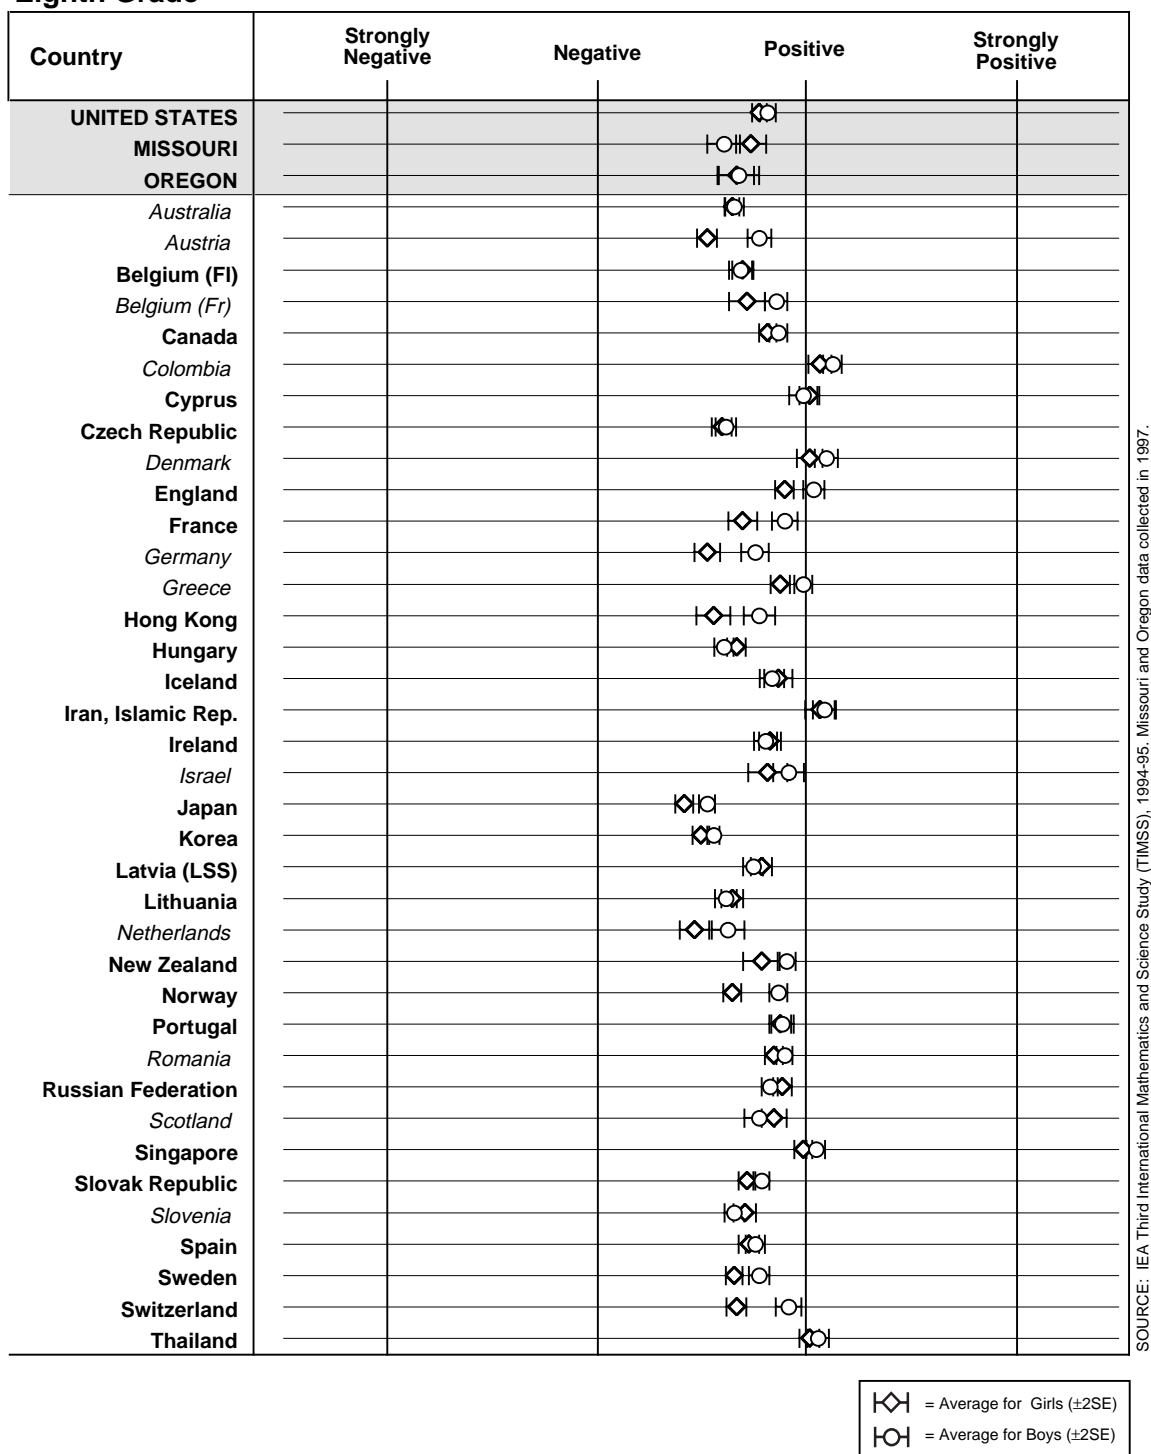 Eighth Grade
Country
Strongly
Negative
Negative
Positive
Strongly
Positive
UNITED STATES
MISSOURI
OREGON
Australia
Austria
Belgium (Fl)
Belgium (Fr)
Canada
Colombia
Cyprus
Czech Republic
Denmark
England
France
Germany
Greece
Hong Kong
Hungary
Iceland
Iran, Islamic Rep.
Ireland
Israel
Japan
Korea
Latvia (LSS)
Lithuania
Netherlands
New Zealand
Norway
Portugal
Romania
Russian Federation
Scotland
Singapore
Slovak Republic
Slovenia
Spain
Sweden
Switzerland
Thailand
= Average for Girls (±2SE)
= Average for Boys (±2SE)
SOURCE: IEA Third International Mathematics and Science Study (TIMSS), 1994-95. Missouri and Oregon data collected in 1997.